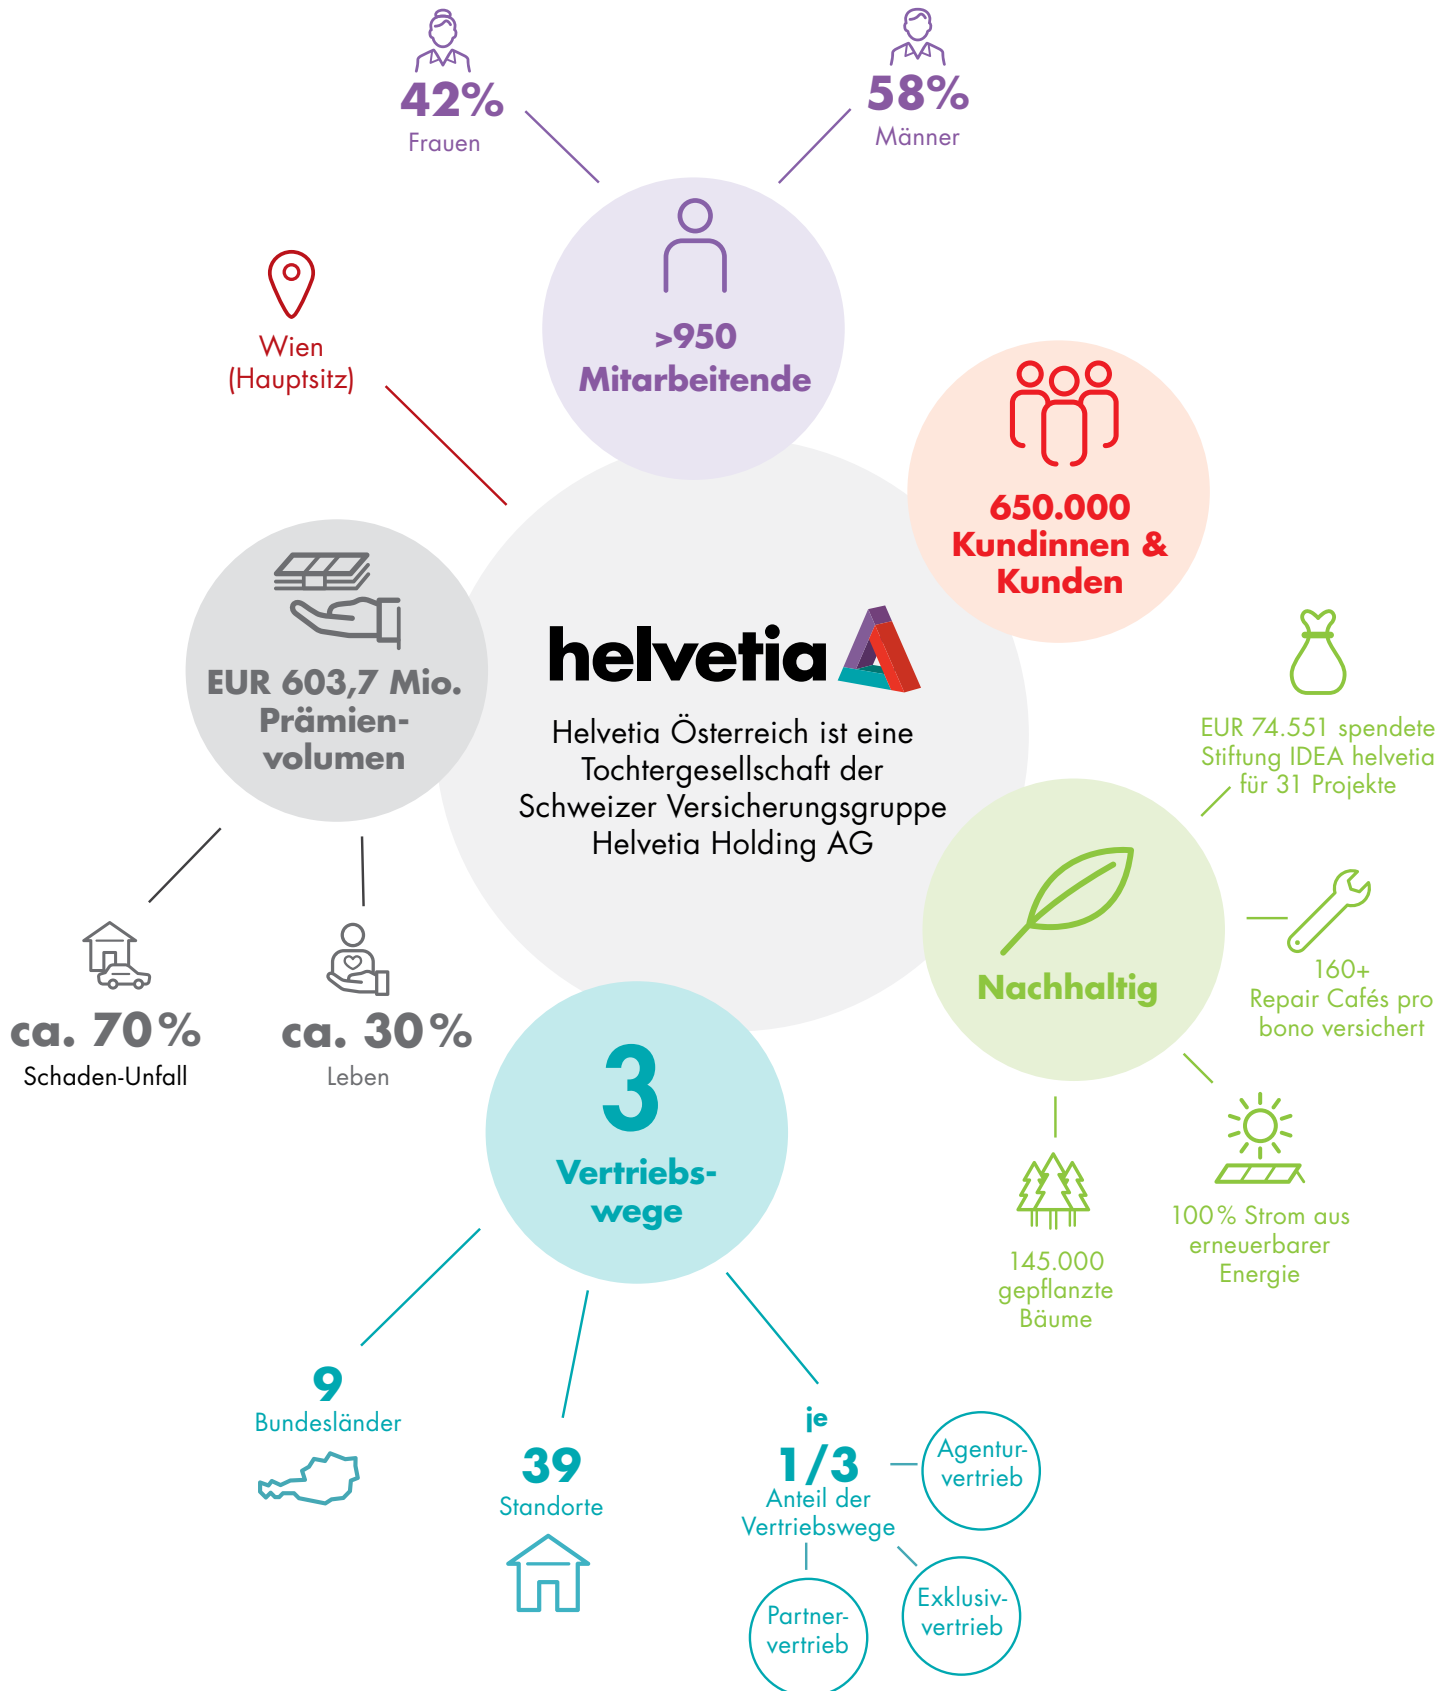 42%
Frauen
58%
Männer
>950
Mitarbeitende
Wien
(Hauptsitz)
650.000
Kundinnen &
Kunden
EUR 603,7 Mio.
Prämien-
volumen
helvetia
Helvetia Österreich ist eine
Tochtergesellschaft der
Schweizer Versicherungsgruppe
Helvetia Holding AG
EUR 74.551 spendete
Stiftung IDEA helvetia
für 31 Projekte
Nachhaltig
160+
Repair Cafés pro
bono versichert
100% Strom aus
erneuerbarer
Energie
145.000
gepflanzte
Bäume
ca. 70%
Schaden-Unfall
ca. 30%
Leben
3
Vertriebs-
wege
9
Bundesländer
39
Standorte
je
1/3
Anteil der
Vertriebswege
Agentur-
vertrieb
Exklusiv-
vertrieb
Partner-
vertrieb